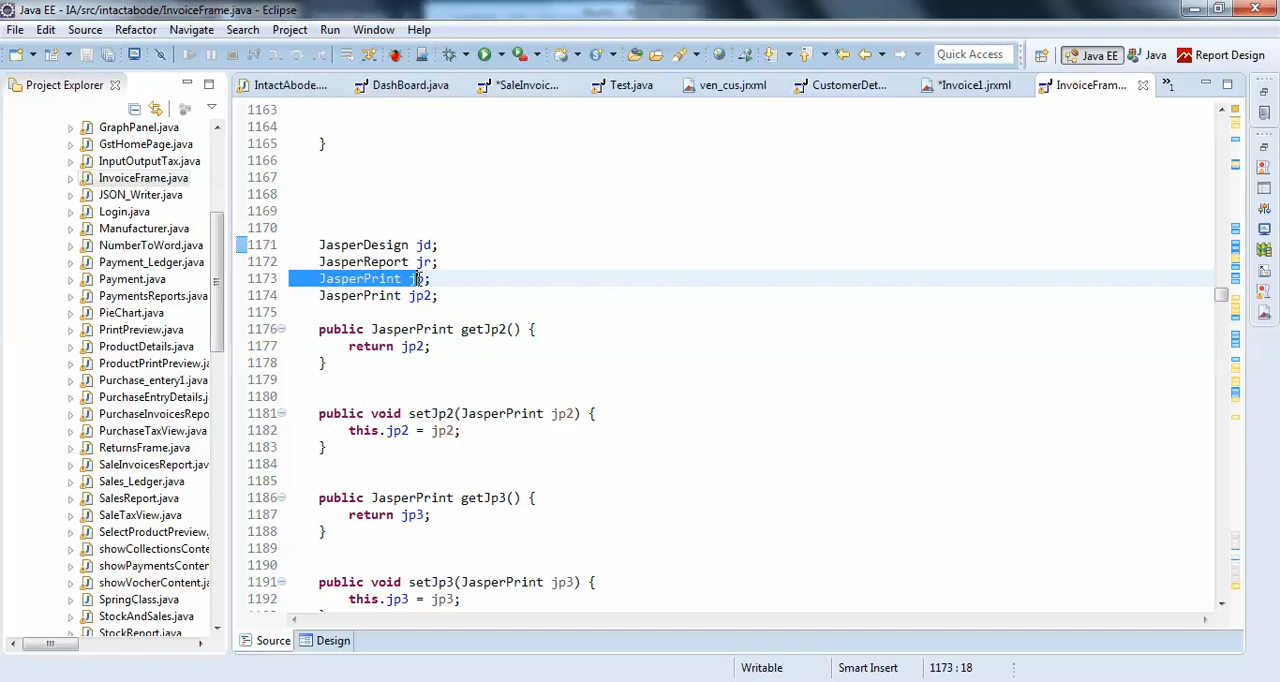 Java EE - IA/src/intactabode/InvoiceFrame.java - Eclipse
File Edit Source Refactor Navigate Search Project Run Window Help
Quick Access Java EE Java Report Design
Project Explorer
IntactAbode.... DashBoard.java *SaleInvoic... Test.java ven_cus.jrxml CustomerDet... *Invoice1.jrxml InvoiceFram... »1
GraphPanel.java
GstHomePage.java
InputOutputTax.java
InvoiceFrame.java
JSON_Writer.java
Login.java
Manufacturer.java
NumberToWord.java
Payment_Ledger.java
Payment.java
PaymentsReports.java
PieChart.java
PrintPreview.java
ProductDetails.java
ProductPrintPreview.ja
Purchase_entery1.java
PurchaseEntryDetails.j
PurchaseInvoicesRepo
PurchaseTaxView.java
ReturnsFrame.java
SaleInvoicesReport.jav
Sales_Ledger.java
SalesReport.java
SaleTaxView.java
SelectProductPreview.
showCollectionsConte
showPaymentsContent
showVocherContent.ja
SpringClass.java
StockAndSales.java
StockReport.java
1163
1164
1165 }
1166
1167
1168
1169
1170
1171 JasperDesign jd;
1172 JasperReport jr;
1173 JasperPrint jp;
1174 JasperPrint jp2;
1175
1176 public JasperPrint getJp2() {
1177 return jp2;
1178 }
1179
1180
1181 public void setJp2(JasperPrint jp2) {
1182 this.jp2 = jp2;
1183 }
1184
1185
1186 public JasperPrint getJp3() {
1187 return jp3;
1188 }
1189
1190
1191 public void setJp3(JasperPrint jp3) {
1192 this.jp3 = jp3;
Source Design
Writable Smart Insert 1173 : 18